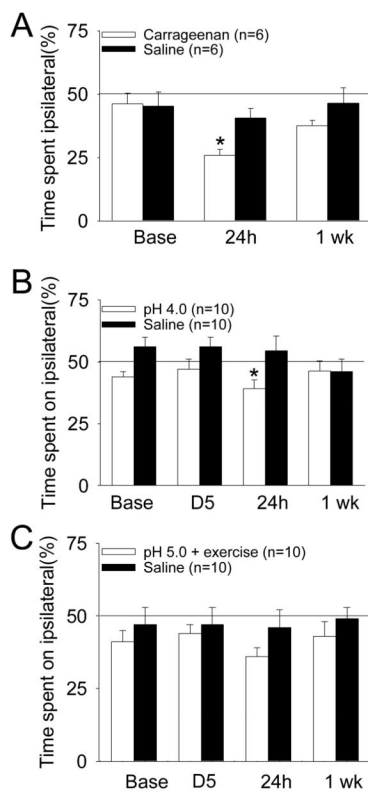 A
75
Carrageenan (n=6)
Saline (n=6)
50
25
0
Time spent ipsilateral(%)
*
Base 24h 1 wk
B
75
pH 4.0 (n=10)
Saline (n=10)
50
25
0
Time spent on ipsilateral(%)
*
Base D5 24h 1 wk
C
75
pH 5.0 + exercise (n=10)
Saline (n=10)
50
25
0
Time spent on ipsilateral(%)
Base D5 24h 1 wk